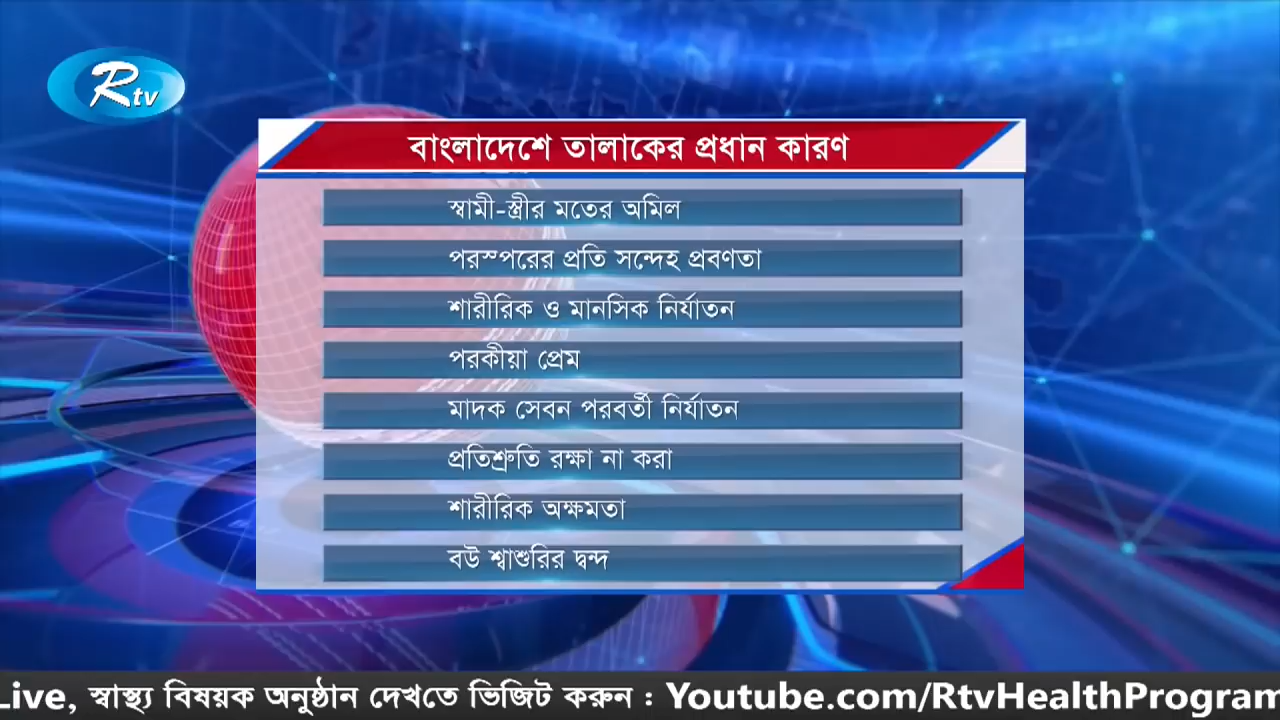 Rtv
বাংলাদেশে তালাকের প্রধান কারণ
স্বামী-স্ত্রীর মতের অমিল
পরস্পরের প্রতি সন্দেহ প্রবণতা
শারীরিক ও মানসিক নির্যাতন
পরকীয়া প্রেম
মাদক সেবন পরবর্তী নির্যাতন
প্রতিশ্রুতি রক্ষা না করা
শারীরিক অক্ষমতা
বউ শ্বাশুরির দ্বন্দ
Live, স্বাস্থ্য বিষয়ক অনুষ্ঠান দেখতে ভিজিট করুন : Youtube.com/RtvHealthProgram